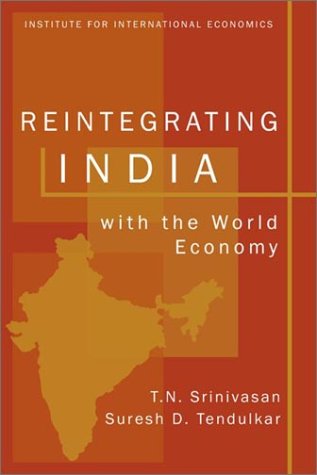 INSTITUTE FOR INTERNATIONAL ECONOMICS
REINTEGRATING
INDIA
with the World
Economy
T.N. Srinivasan
Suresh D. Tendulkar